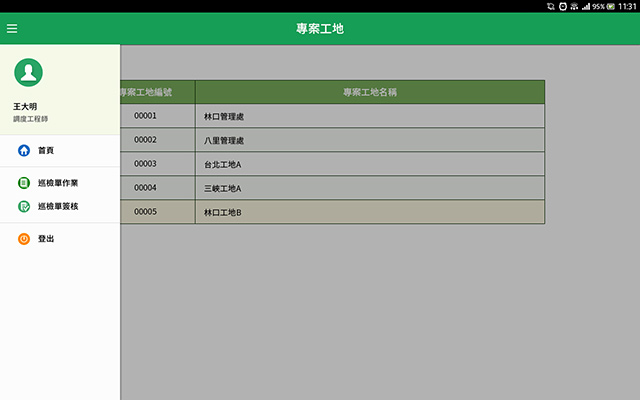 95% 11:31
專案工地
王大明
調度工程師
首頁
巡檢單作業
巡檢單簽核
登出
專案工地編號 專案工地名稱
00001 林口管理處
00002 八里管理處
00003 台北工地A
00004 三峽工地A
00005 林口工地B